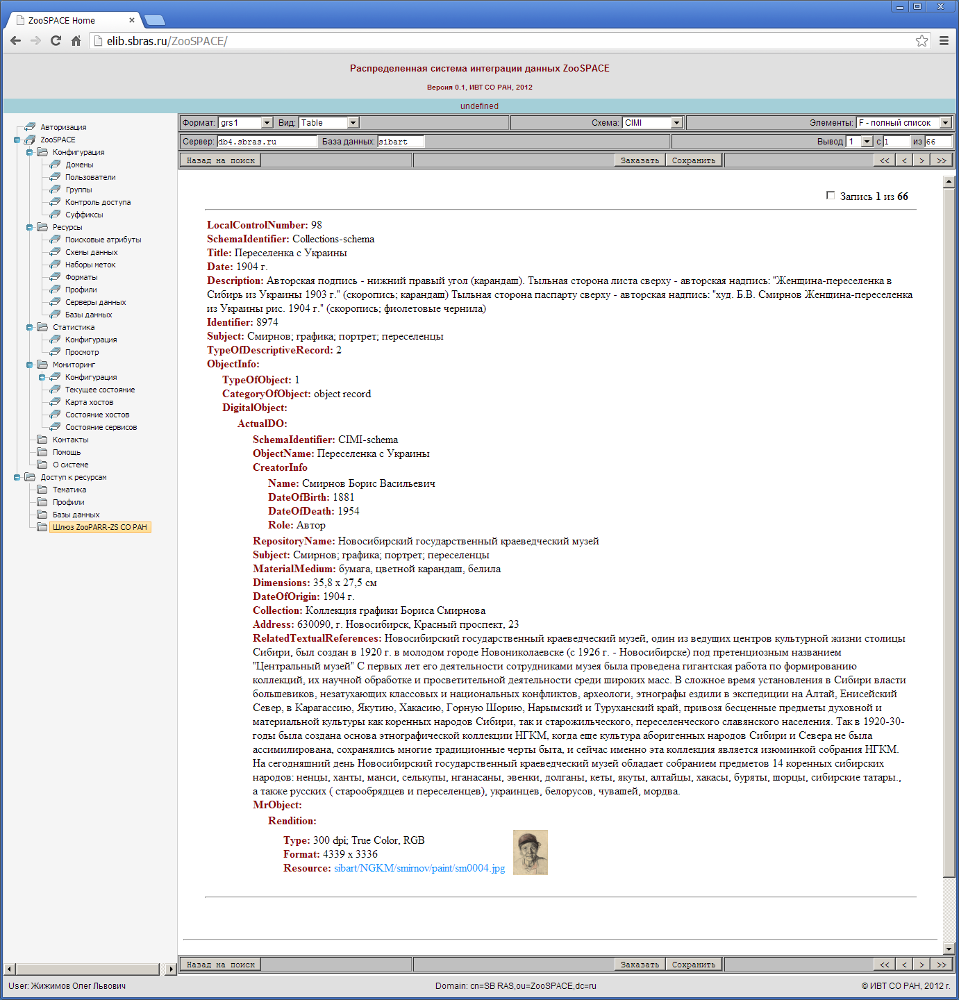 ZooSPACE Home
elib.sbras.ru/ZooSPACE/
Распределенная система интеграции данных ZooSPACE
Версия 0.1, ИВТ СО РАН, 2012
undefined
Авторизация
ZooSPACE
Конфигурация
Домены
Пользователи
Группы
Контроль доступа
Суффиксы
Ресурсы
Поисковые атрибуты
Схемы данных
Наборы меток
Форматы
Профили
Серверы данных
Базы данных
Статистика
Конфигурация
Просмотр
Мониторинг
Конфигурация
Текущее состояние
Карта хостов
Состояние хостов
Состояние сервисов
Контакты
Помощь
О системе
Доступ к ресурсам
Тематика
Профили
Базы данных
Шлюз ZooPARR-ZS СО РАН
Формат: grs1 Вид: Table Схема: CIMI Элементы: F - полный список
Сервер: db4.sbras.ru База данных: sibart Вывод 1 с 1 из 66
Назад на поиск Заказать Сохранить << < > >>
Запись 1 из 66
LocalControlNumber: 98
SchemaIdentifier: Collections-schema
Title: Переселенка с Украины
Date: 1904 г.
Description: Авторская подпись - нижний правый угол (карандаш). Тыльная сторона листа сверху - авторская надпись: "Женщина-переселенка в
Сибирь из Украины 1903 г." (скоропись; карандаш) Тыльная сторона паспарту сверху - авторская надпись: "худ. Б.В. Смирнов Женщина-переселенка
из Украины рис. 1904 г." (скоропись; фиолетовые чернила)
Identifier: 8974
Subject: Смирнов; графика; портрет; переселенцы
TypeOfDescriptiveRecord: 2
ObjectInfo:
TypeOfObject: 1
CategoryOfObject: object record
DigitalObject:
ActualDO:
SchemaIdentifier: CIMI-schema
ObjectName: Переселенка с Украины
CreatorInfo
Name: Смирнов Борис Васильевич
DateOfBirth: 1881
DateOfDeath: 1954
Role: Автор
RepositoryName: Новосибирский государственный краеведческий музей
Subject: Смирнов; графика; портрет; переселенцы
MaterialMedium: бумага, цветной карандаш, белила
Dimensions: 35,8 x 27,5 см
DateOfOrigin: 1904 г.
Collection: Коллекция графики Бориса Смирнова
Address: 630090, г. Новосибирск, Красный проспект, 23
RelatedTextualReferences: Новосибирский государственный краеведческий музей, один из ведущих центров культурной жизни столицы
Сибири, был создан в 1920 г. в молодом городе Новониколаевске (с 1926 г. - Новосибирске) под претенциозным названием
"Центральный музей" С первых лет его деятельности сотрудниками музея была проведена гигантская работа по формированию
коллекций, их научной обработке и просветительной деятельности среди широких масс. В сложное время установления в Сибири власти
большевиков, незатухающих классовых и национальных конфликтов, археологи, этнографы ездили в экспедиции на Алтай, Енисейский
Север, в Карагассию, Якутию, Хакасию, Горную Шорию, Нарымский и Туруханский край, привозя бесценные предметы духовной и
материальной культуры как коренных народов Сибири, так и старожильческого, переселенческого славянского населения. Так в 1920-30-
годы была создана основа этнографической коллекции НГКМ, когда еще культура аборигенных народов Сибири и Севера не была
ассимилирована, сохранялись многие традиционные черты быта, и сейчас именно эта коллекция является изюминкой собрания НГКМ.
На сегодняшний день Новосибирский государственный краеведческий музей обладает собранием предметов 14 коренных сибирских
народов: ненцы, ханты, манси, селькупы, нганасаны, эвенки, долганы, кеты, якуты, алтайцы, хакасы, буряты, шорцы, сибирские татары.,
а также русских ( старообрядцев и переселенцев), украинцев, белорусов, чувашей, мордва.
MrObject:
Rendition:
Type: 300 dpi; True Color, RGB
Format: 4339 x 3336
Resource: sibart/NGKM/smirnov/paint/sm0004.jpg
Назад на поиск Заказать Сохранить << < > >>
User: Жижимов Олег Львович Domain: cn=SB RAS,ou=ZooSPACE,dc=ru © ИВТ СО РАН, 2012 г.